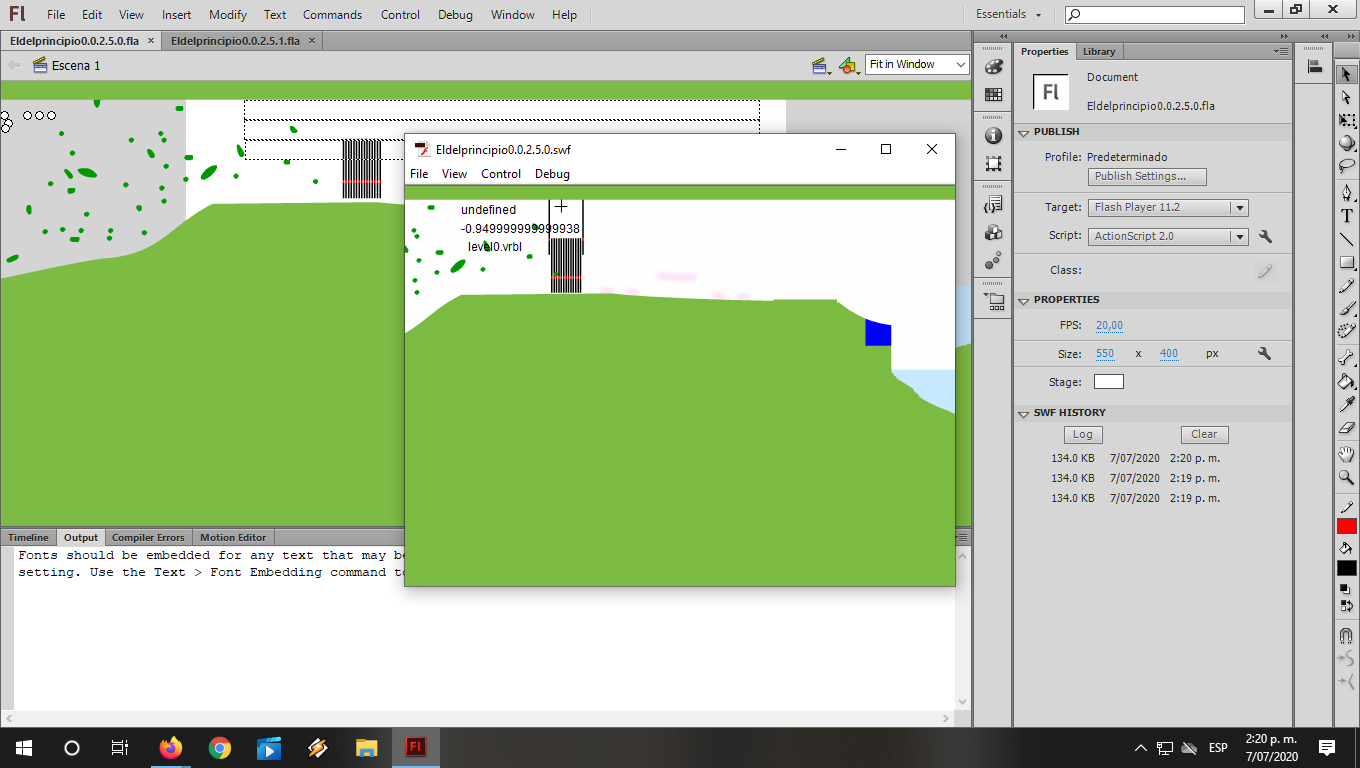 Fl File Edit View Insert Modify Text Commands Control Debug Window Help Essentials
Eldelprincipio0.0.2.5.0.fla × Eldelprincipio0.0.2.5.1.fla ×
Escena 1 Fit in Window
Eldelprincipio0.0.2.5.0.swf
File View Control Debug
undefined
-0.949999999999938
level0.vrbl
Timeline Output Compiler Errors Motion Editor
Fonts should be embedded for any text that may be
setting. Use the Text > Font Embedding command to
Properties Library
Fl
Document
Eldelprincipio0.0.2.5.0.fla
PUBLISH
Profile: Predeterminado
Publish Settings...
Target: Flash Player 11.2
Script: ActionScript 2.0
Class:
PROPERTIES
FPS: 20,00
Size: 550 x 400 px
Stage:
SWF HISTORY
Log Clear
134.0 KB 7/07/2020 2:20 p. m.
134.0 KB 7/07/2020 2:19 p. m.
134.0 KB 7/07/2020 2:19 p. m.
T
Fl
ESP
2:20 p. m.
7/07/2020